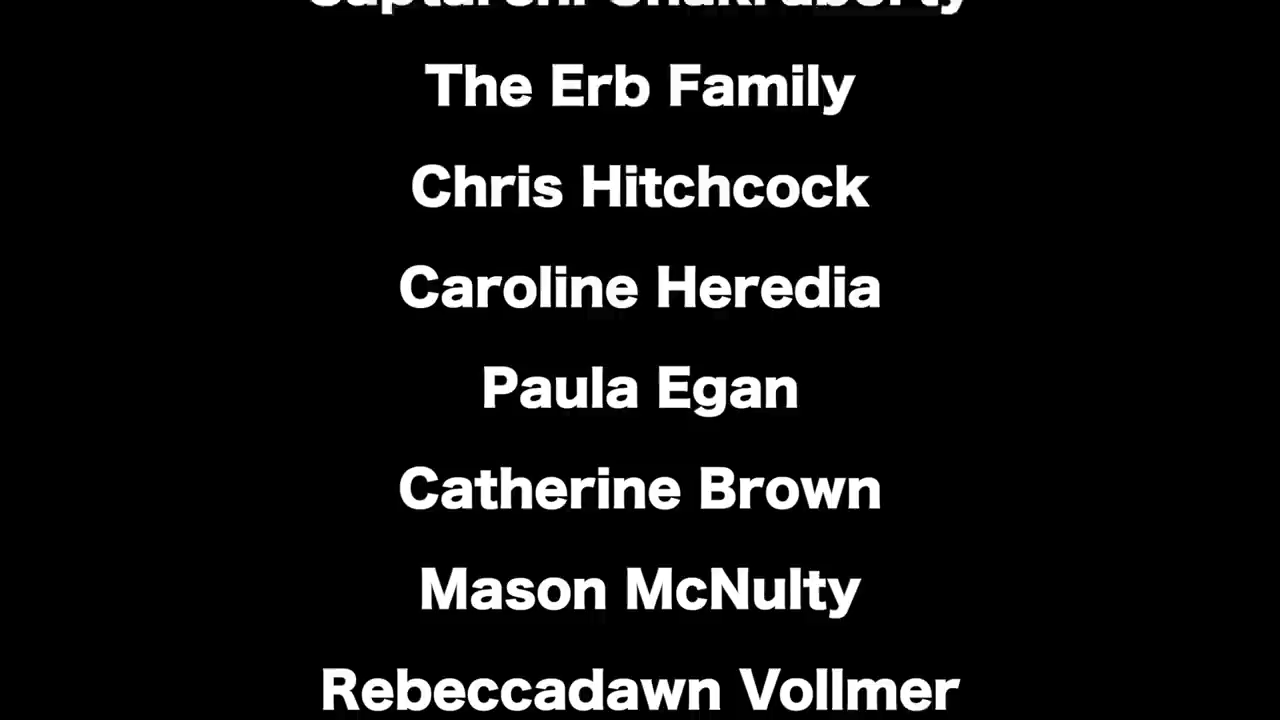 The Erb Family
Chris Hitchcock
Caroline Heredia
Paula Egan
Catherine Brown
Mason McNulty
Rebeccadawn Vollmer